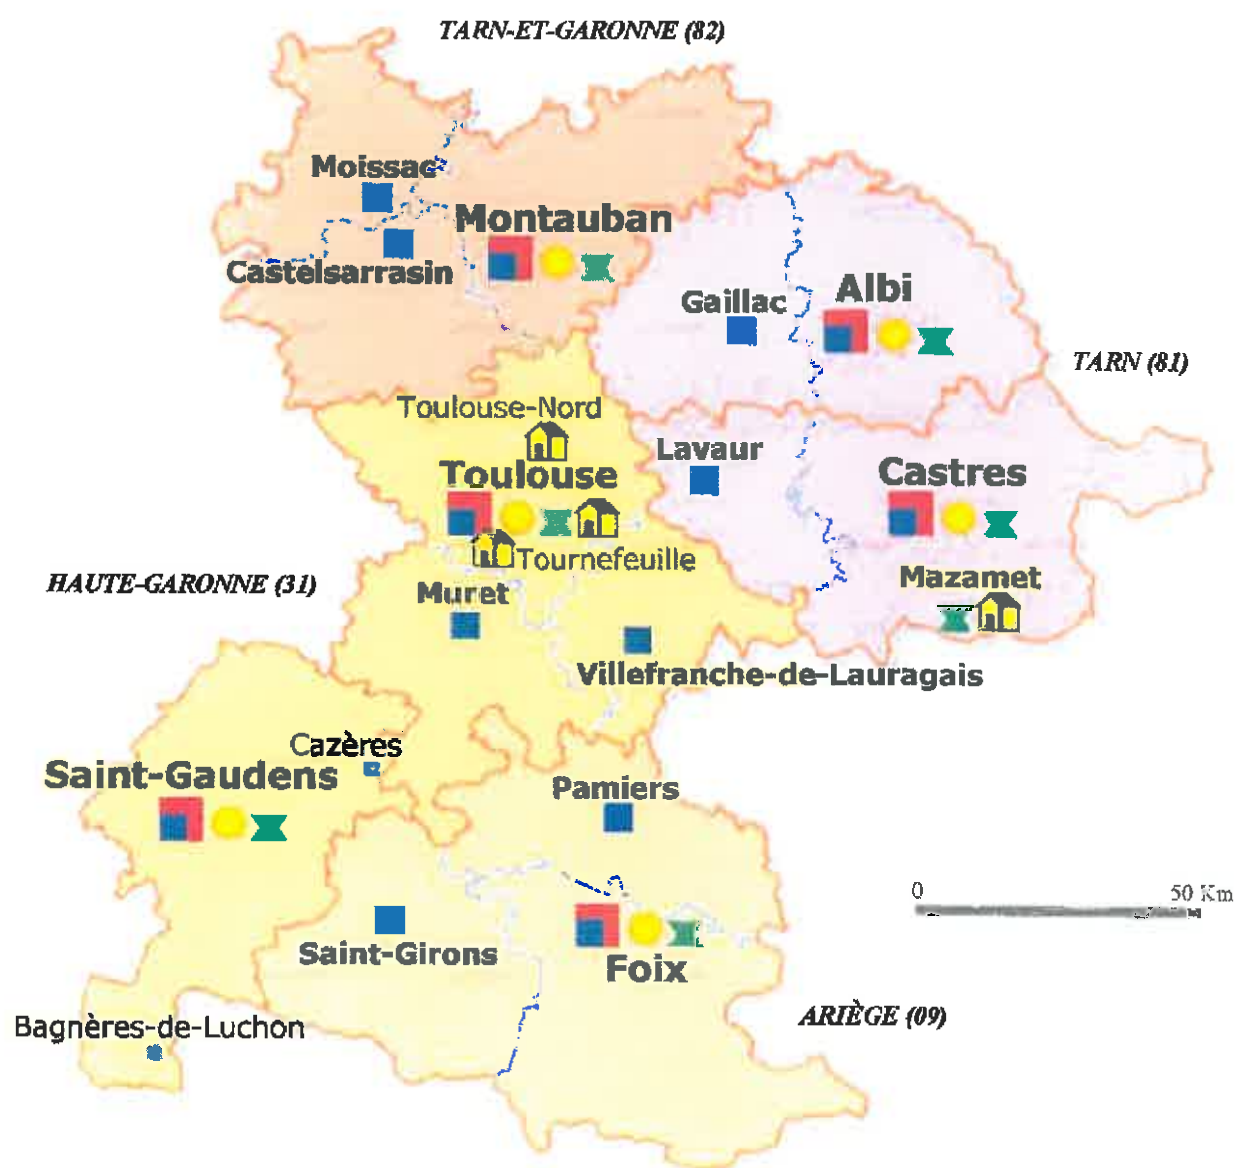 TARN-ET-GARONNE (82)
Moissac
Montauban
Castelsarrasin
Gaillac
Albi
TARN (81)
Toulouse-Nord
Toulouse
Lavaur
Castres
Tournefeuille
HAUTE-GARONNE (31)
Muret
Mazamet
Villefranche-de-Lauragais
Cazères
Saint-Gaudens
Pamiers
0
50 Km
Saint-Girons
Foix
ARIÈGE (09)
Bagnères-de-Luchon